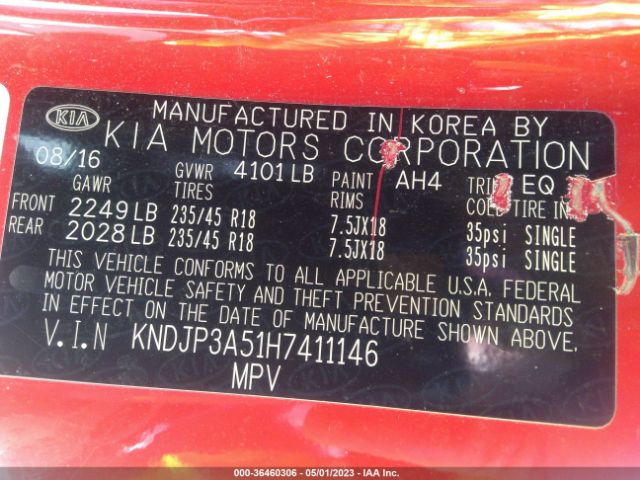 KIA
MANUFACTURED IN KOREA BY
KIA MOTORS CORPORATION
08/16 GVWR 4101 LB PAINT AH4 EQ
GAWR TIRES RIMS COLD TIRE
FRONT 2249 LB 235/45 R18 7.5JX18 35psi SINGLE
REAR 2028 LB 235/45 R18 7.5JX18 35psi SINGLE
THIS VEHICLE CONFORMS TO ALL APPLICABLE U.S.A. FEDERAL
MOTOR VEHICLE SAFETY AND THEFT PREVENTION STANDARDS
IN EFFECT ON THE DATE OF MANUFACTURE SHOWN ABOVE.
V.I.N KNDJP3A51H7411146
MPV
000-36460306 - 05/01/2023 - IAA Inc.